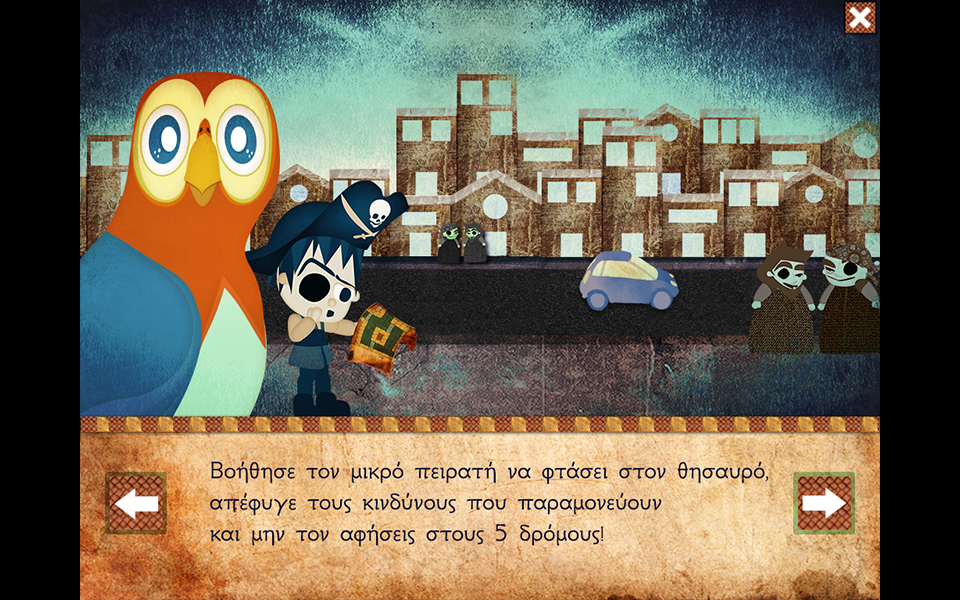 Βοήθησε τον μικρό πειρατή να φτάσει στον θησαυρό,
απέφυγε τους κινδύνους που παραμονεύουν
και μην τον αφήσεις στους 5 δρόμους!